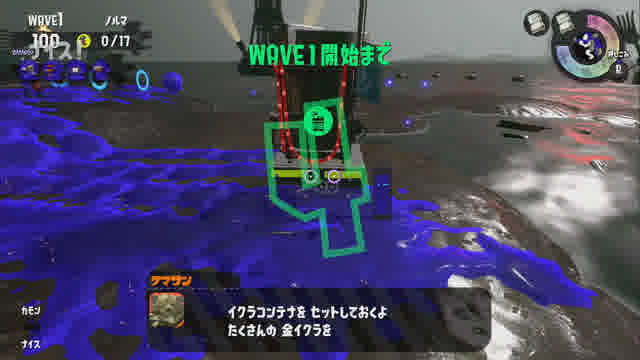 WAVE1
ノルマ
100
0/17
WAVE1開始まで
0
クマサン
イクラコンテナを セットしておくよ
たくさんの 金イクラを
カモン
ナイス